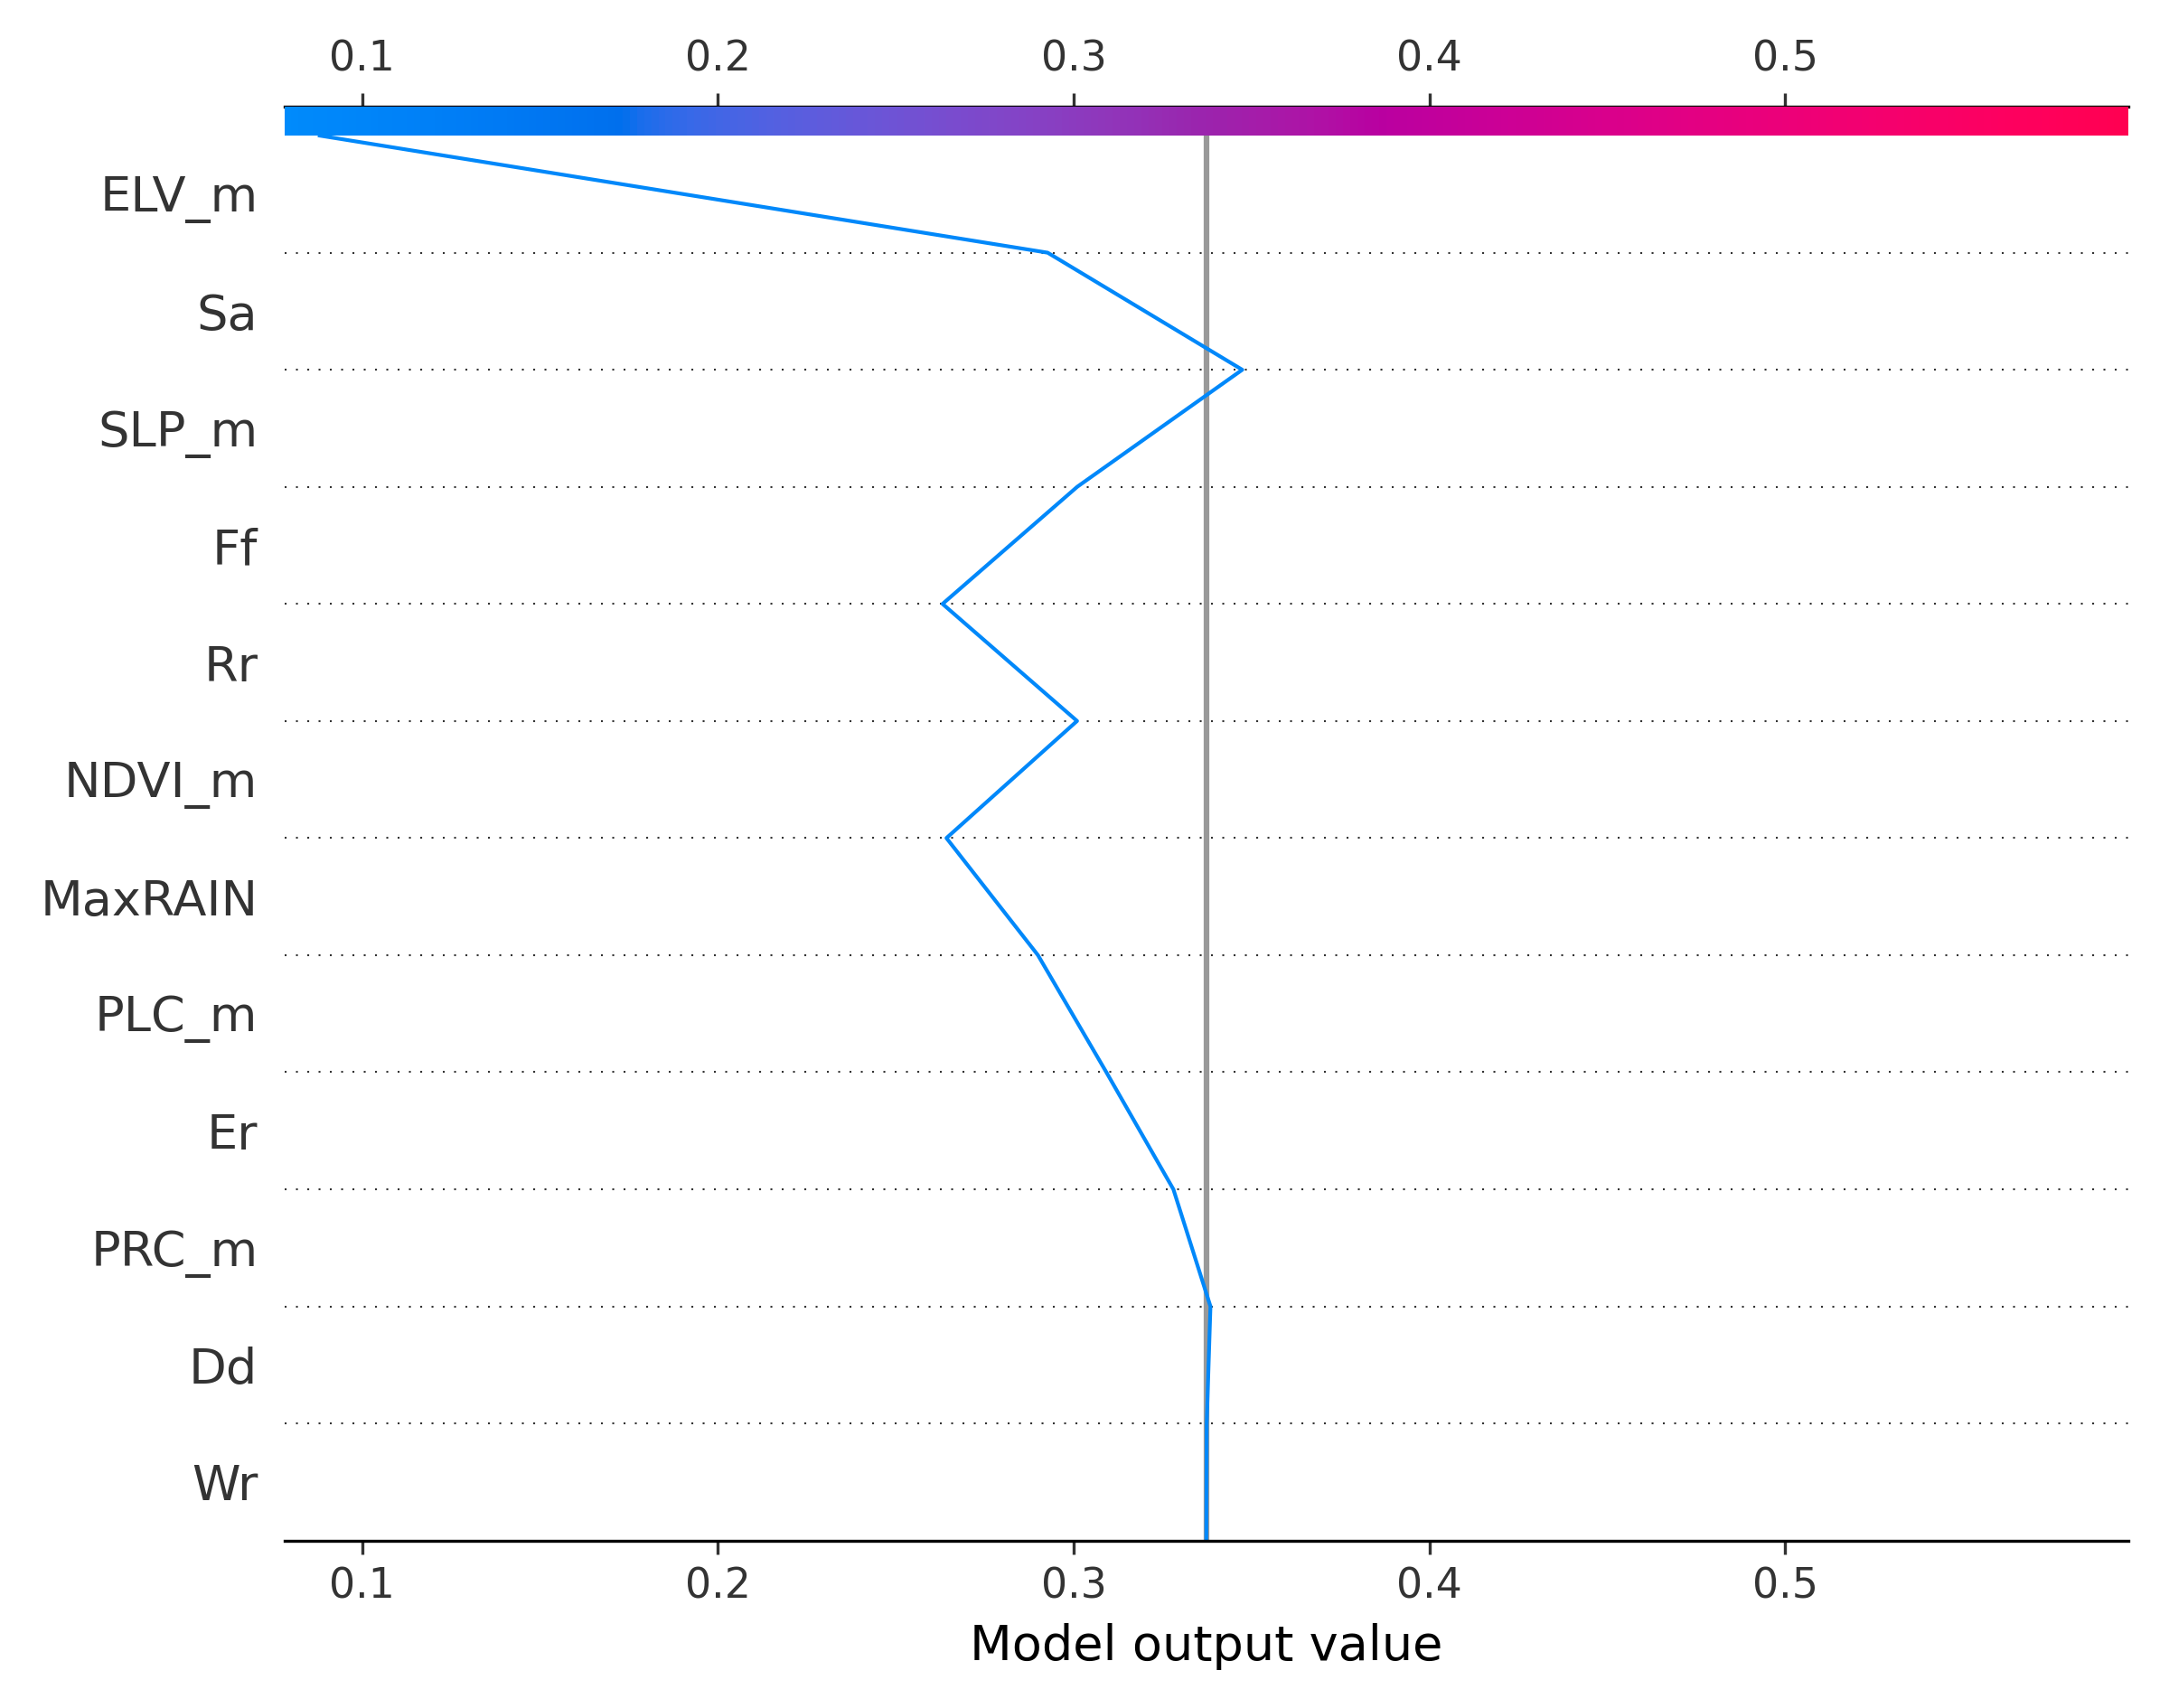 0.1 0.2 0.3 0.4 0.5
ELV_m
Sa
SLP_m
Ff
Rr
NDVI_m
MaxRAIN
PLC_m
Er
PRC_m
Dd
Wr
0.1 0.2 0.3 0.4 0.5
Model output value